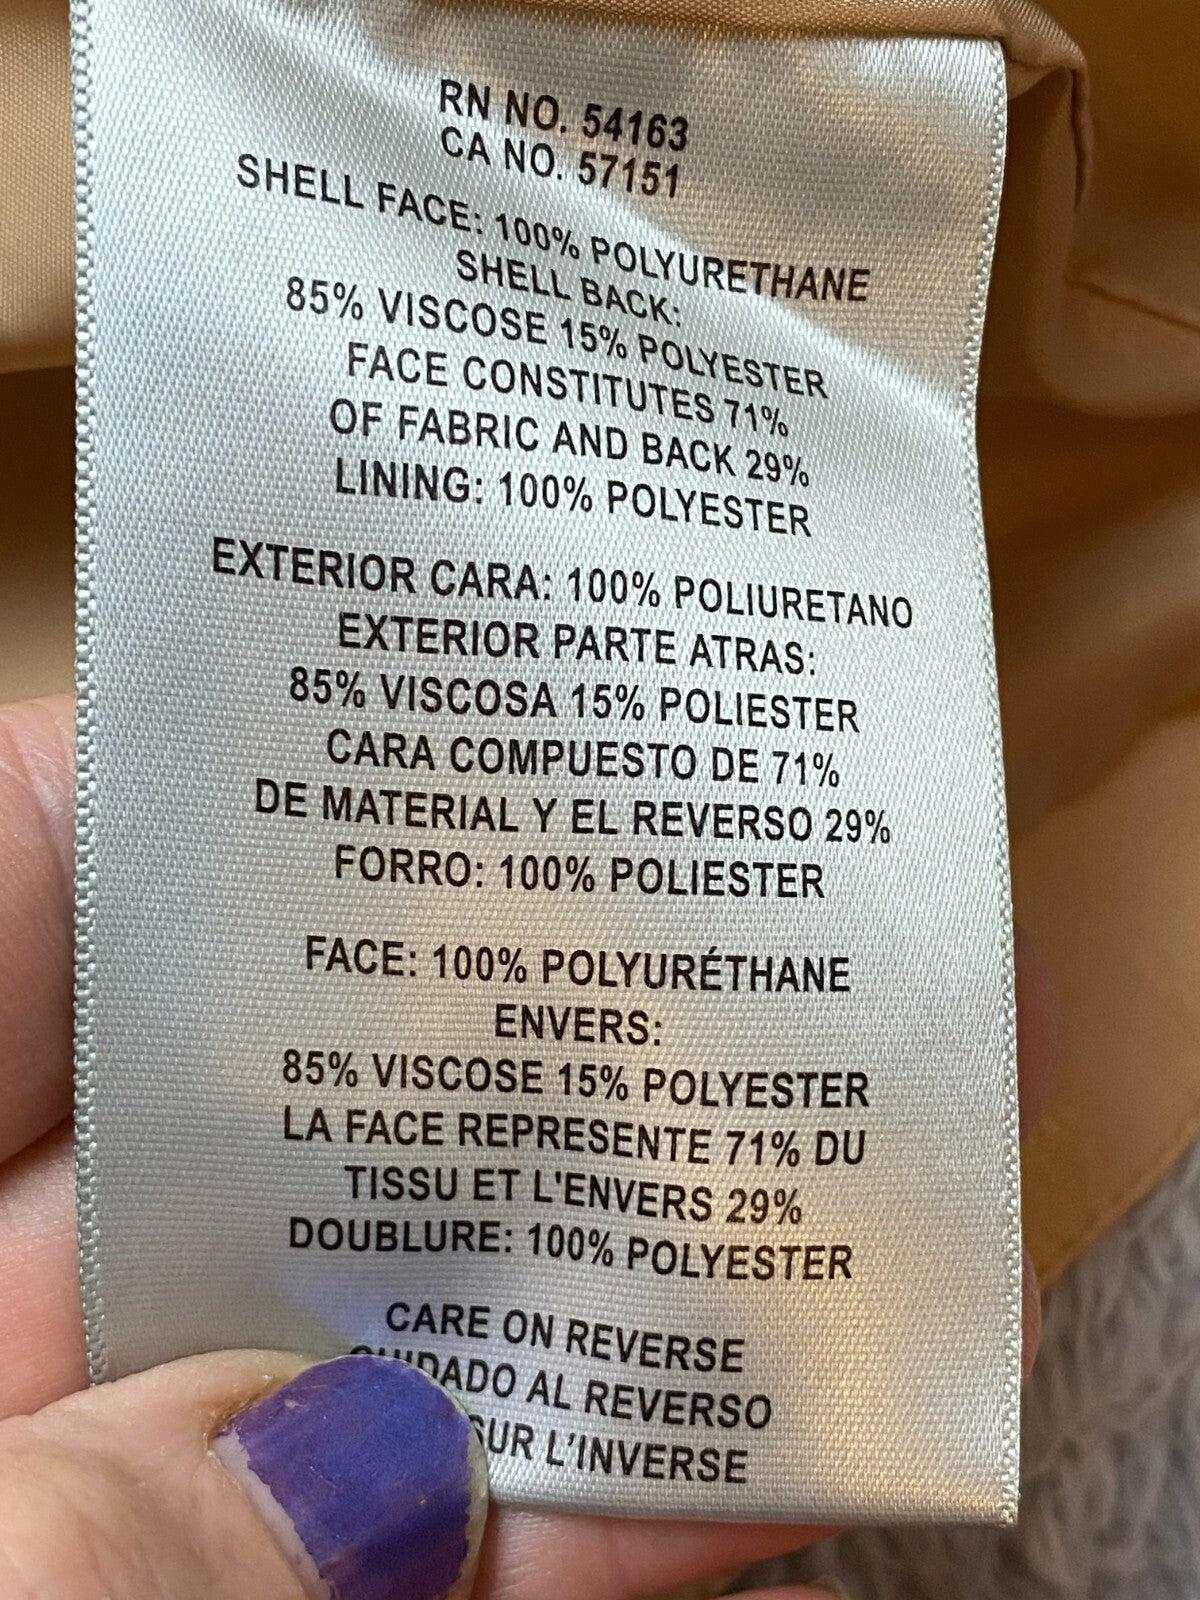 RN NO. 54163
CA NO. 57151
SHELL FACE: 100% POLYURETHANE
SHELL BACK:
85% VISCOSE 15% POLYESTER
FACE CONSTITUTES 71%
OF FABRIC AND BACK 29%
LINING: 100% POLYESTER
EXTERIOR CARA: 100% POLIURETANO
EXTERIOR PARTE ATRAS:
85% VISCOSA 15% POLIESTER
CARA COMPUESTO DE 71%
DE MATERIAL Y EL REVERSO 29%
FORRO: 100% POLIESTER
FACE: 100% POLYURÉTHANE
ENVERS:
85% VISCOSE 15% POLYESTER
LA FACE REPRESENTE 71% DU
TISSU ET L'ENVERS 29%
DOUBLURE: 100% POLYESTER
CARE ON REVERSE
CUIDADO AL REVERSO
SUR L'INVERSE